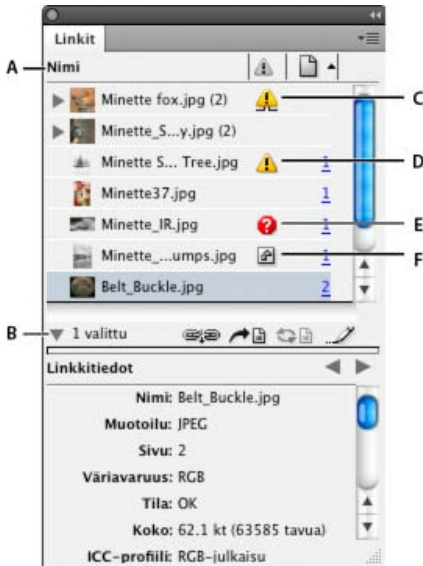 Linkit
A
Nimi
Minette fox.jpg (2)
C
Minette_S...y.jpg (2)
Minette S... Tree.jpg 1
D
Minette37.jpg 1
Minette_IR.jpg 1
E
Minette_...umps.jpg 1
F
Belt_Buckle.jpg 2
B
1 valittu
Linkkitiedot
Nimi: Belt_Buckle.jpg
Muotoilu: JPEG
Sivu: 2
Väriavaruus: RGB
Tila: OK
Koko: 62.1 kt (63585 tavua)
ICC-profiili: RGB-julkaisu